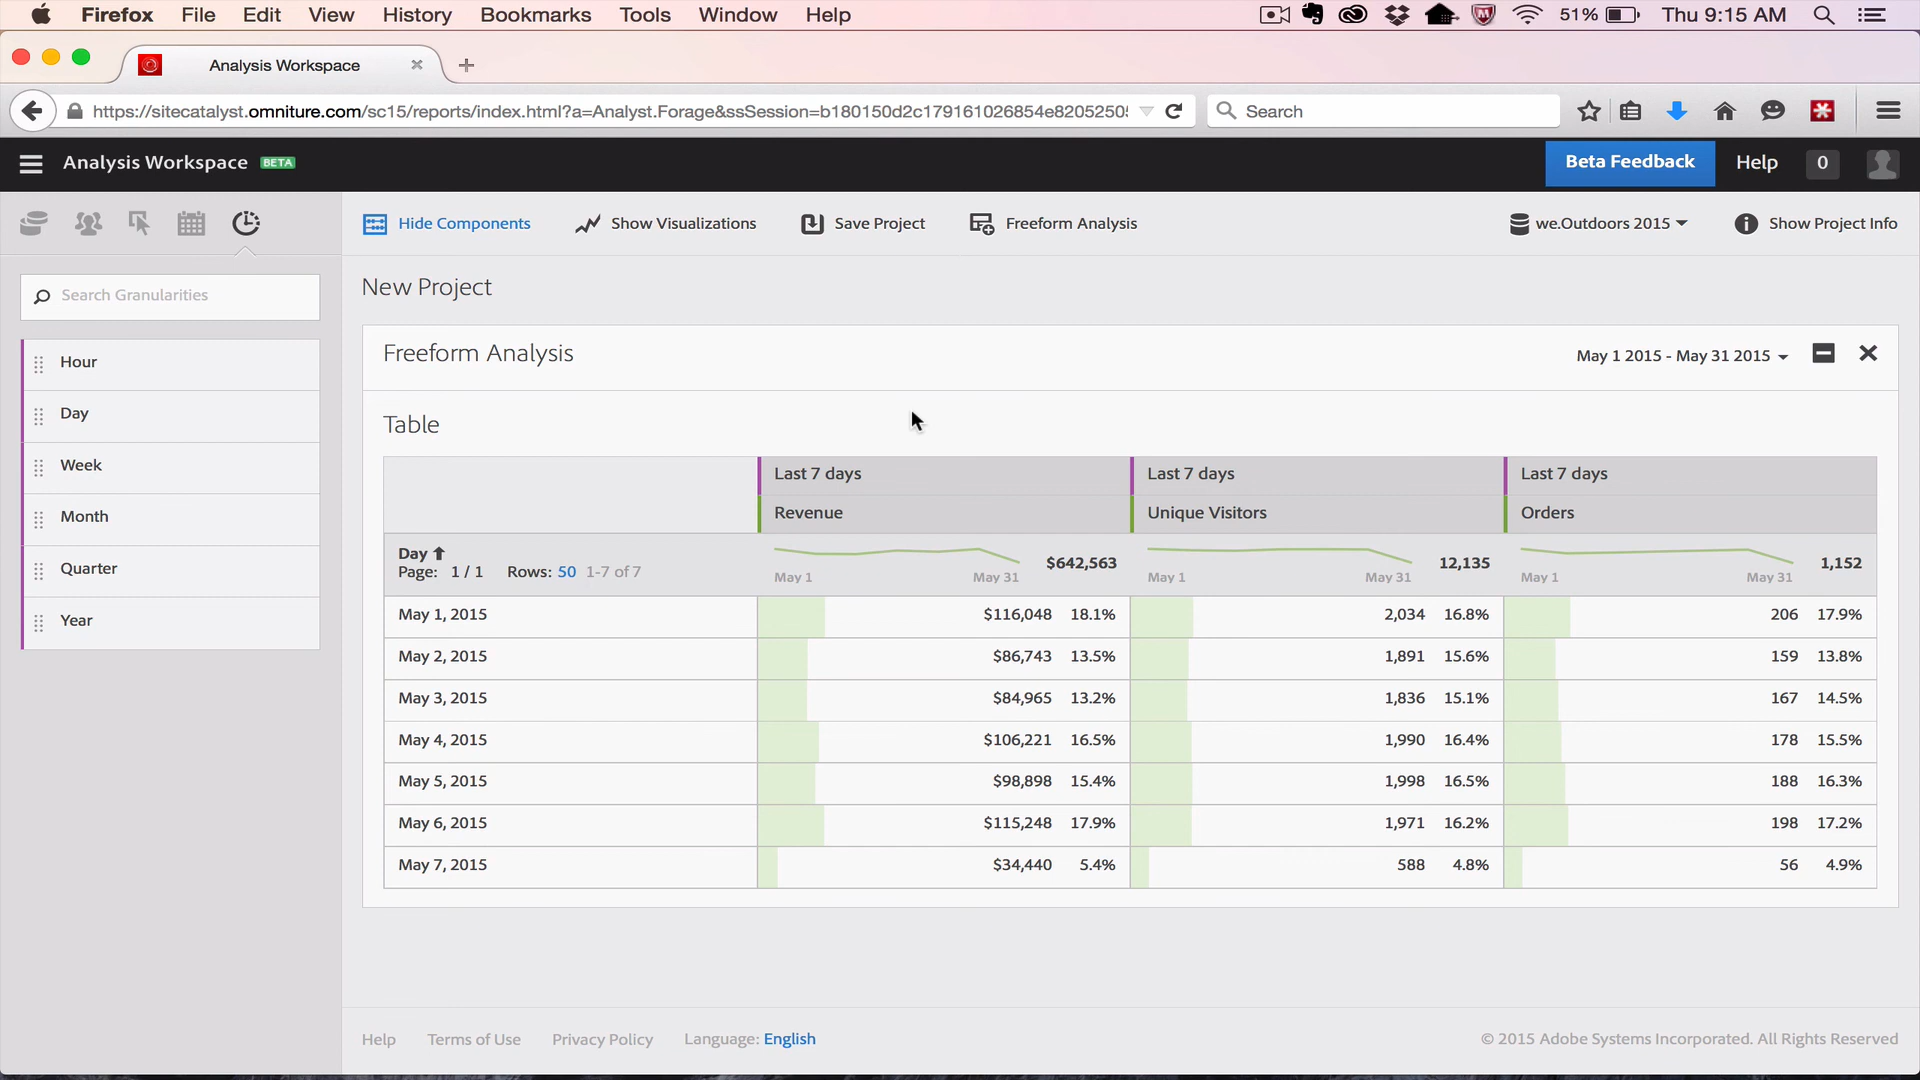 Firefox File Edit View History Bookmarks Tools Window Help 51% Thu 9:15 AM
Analysis Workspace
https://sitecatalyst.omniture.com/sc15/reports/index.html?a=Analyst.Forage&ssSession=b180150d2c179161026854e82052505 Search
Analysis Workspace BETA Beta Feedback Help 0
Hide Components Show Visualizations Save Project Freeform Analysis we.Outdoors 2015 Show Project Info
Search Granularities
Hour
Day
Week
Month
Quarter
Year
New Project
Freeform Analysis May 1 2015 - May 31 2015
Table
Last 7 days Last 7 days Last 7 days
Revenue Unique Visitors Orders
Day
Page: 1 / 1 Rows: 50 1-7 of 7
May 1 May 31 $642,563 May 1 May 31 12,135 May 1 May 31 1,152
May 1, 2015 $116,048 18.1% 2,034 16.8% 206 17.9%
May 2, 2015 $86,743 13.5% 1,891 15.6% 159 13.8%
May 3, 2015 $84,965 13.2% 1,836 15.1% 167 14.5%
May 4, 2015 $106,221 16.5% 1,990 16.4% 178 15.5%
May 5, 2015 $98,898 15.4% 1,998 16.5% 188 16.3%
May 6, 2015 $115,248 17.9% 1,971 16.2% 198 17.2%
May 7, 2015 $34,440 5.4% 588 4.8% 56 4.9%
Help Terms of Use Privacy Policy Language: English © 2015 Adobe Systems Incorporated. All Rights Reserved